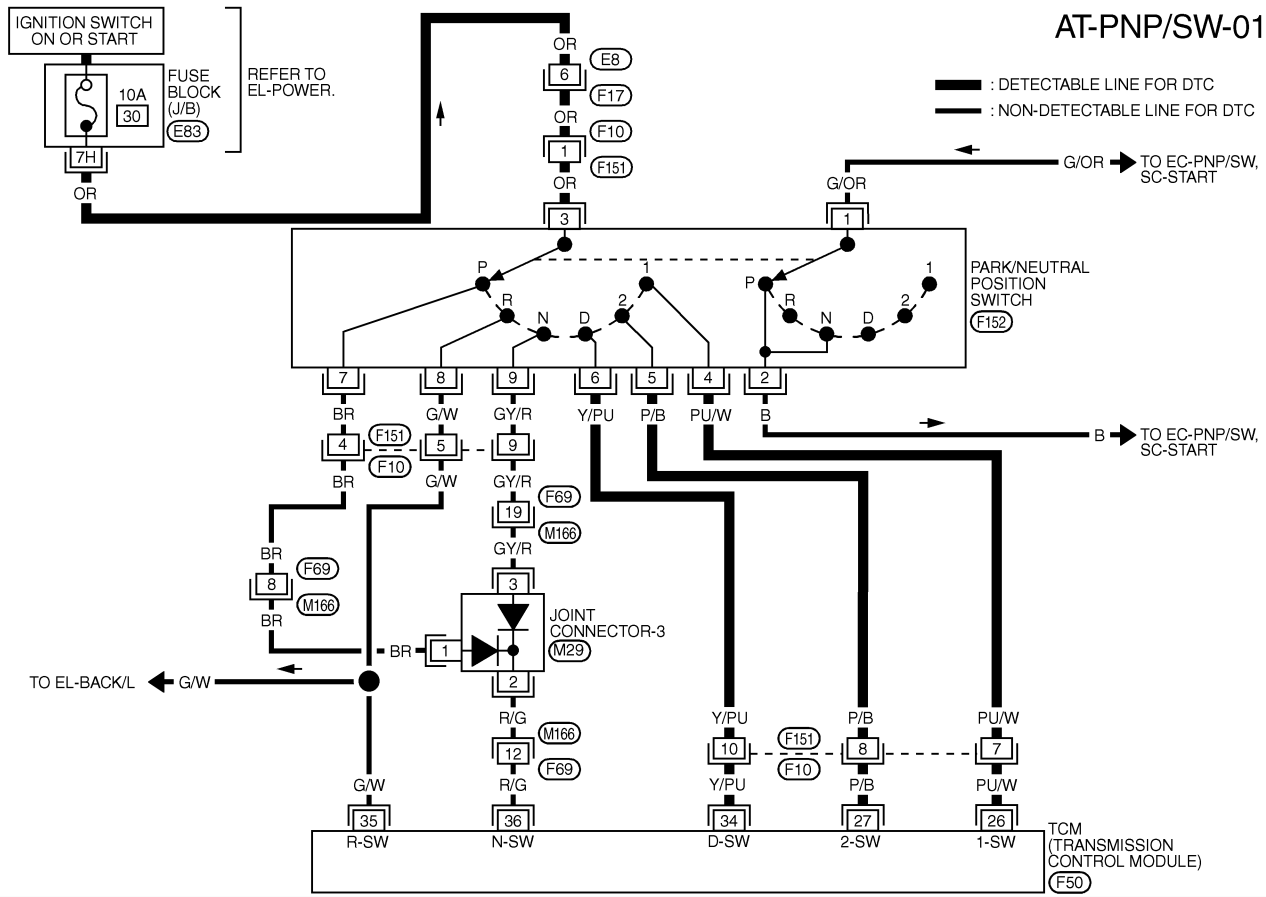 AT-PNP/SW-01
IGNITION SWITCH
ON OR START
10A
30
FUSE
BLOCK
(J/B)
E83
REFER TO
EL-POWER.
7H
OR
OR
6
E8
F17
OR
1
F10
F151
OR
3
: DETECTABLE LINE FOR DTC
: NON-DETECTABLE LINE FOR DTC
G/OR
TO EC-PNP/SW,
SC-START
G/OR
1
P
R
N
D
2
1
P
R
N
D
2
1
PARK/NEUTRAL
POSITION
SWITCH
F152
7
8
9
6
5
4
2
BR
G/W
GY/R
Y/PU
P/B
PU/W
B
4
F151
F10
5
9
B
TO EC-PNP/SW,
SC-START
BR
G/W
GY/R
19
F69
M166
GY/R
BR
8
F69
M166
BR
3
JOINT
CONNECTOR-3
M29
BR
1
2
TO EL-BACK/L
G/W
R/G
12
M166
F69
R/G
Y/PU
P/B
PU/W
10
F151
F10
8
7
G/W
Y/PU
P/B
PU/W
35
36
34
27
26
R-SW
N-SW
D-SW
2-SW
1-SW
TCM
(TRANSMISSION
CONTROL MODULE)
F50